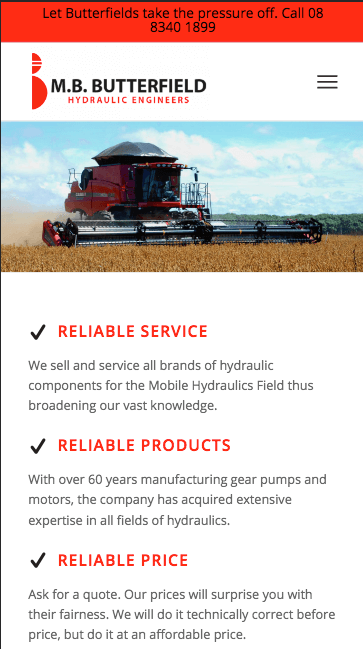 Let Butterfields take the pressure off. Call 08
8340 1899
M.B. BUTTERFIELD
HYDRAULIC ENGINEERS
RELIABLE SERVICE
We sell and service all brands of hydraulic
components for the Mobile Hydraulics Field thus
broadening our vast knowledge.
RELIABLE PRODUCTS
With over 60 years manufacturing gear pumps and
motors, the company has acquired extensive
expertise in all fields of hydraulics.
RELIABLE PRICE
Ask for a quote. Our prices will surprise you with
their fairness. We will do it technically correct before
price, but do it at an affordable price.